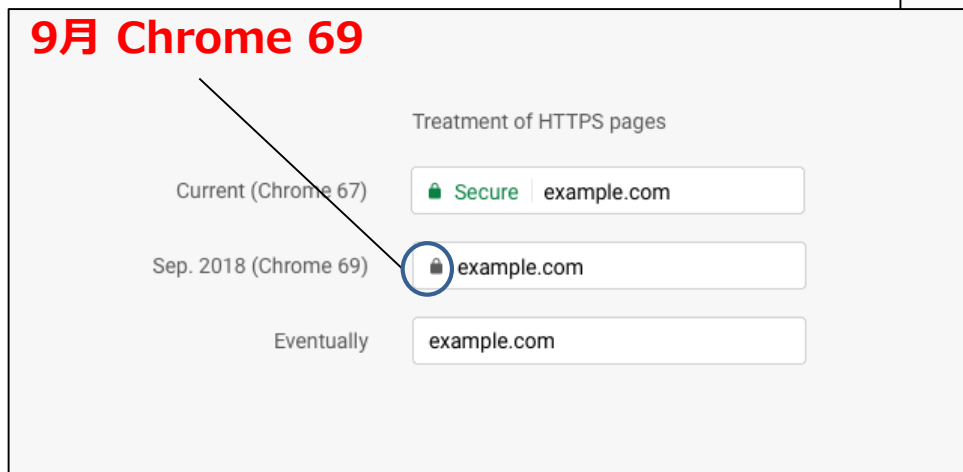 9月 Chrome 69
Treatment of HTTPS pages
Current (Chrome 67)
Secure example.com
Sep. 2018 (Chrome 69)
example.com
Eventually
example.com